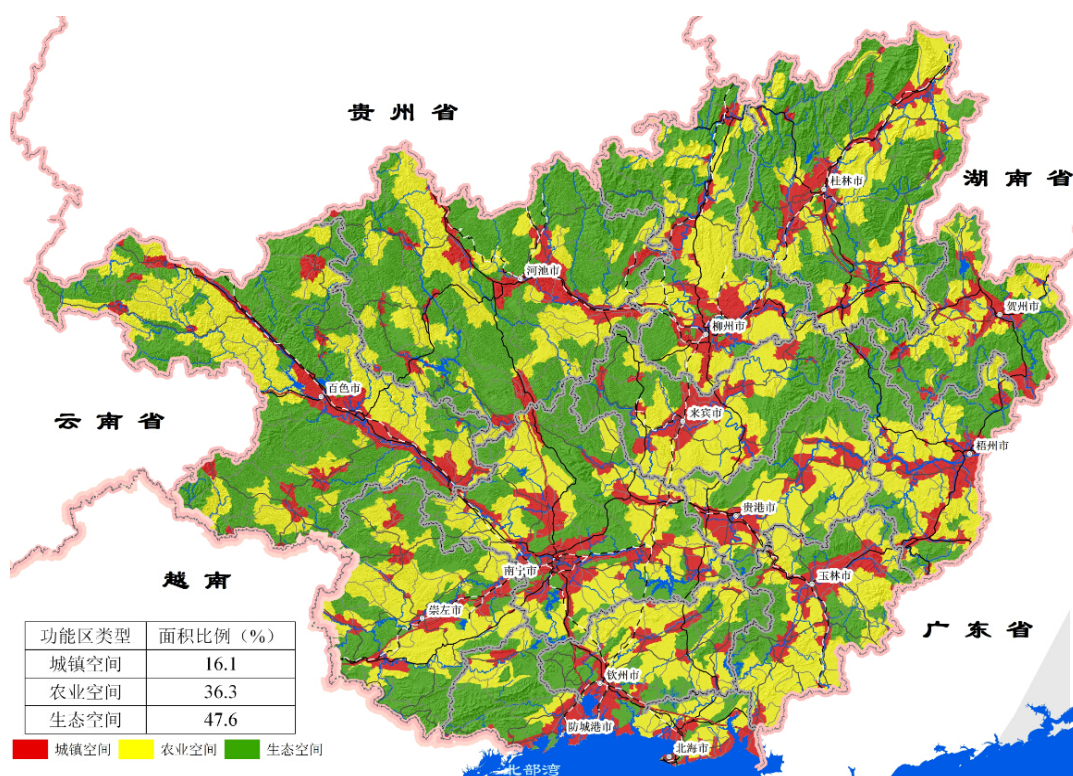 贵州省
湖南省
桂林市
河池市
贺州市
柳州市
百色市
云南省
来宾市
梧州市
贵港市
越南
南宁市
玉林市
崇左市
广东省
功能区类型 面积比例（%）
城镇空间 16.1
农业空间 36.3
生态空间 47.6
钦州市
防城港市
城镇空间 农业空间 生态空间
北海市
北部湾